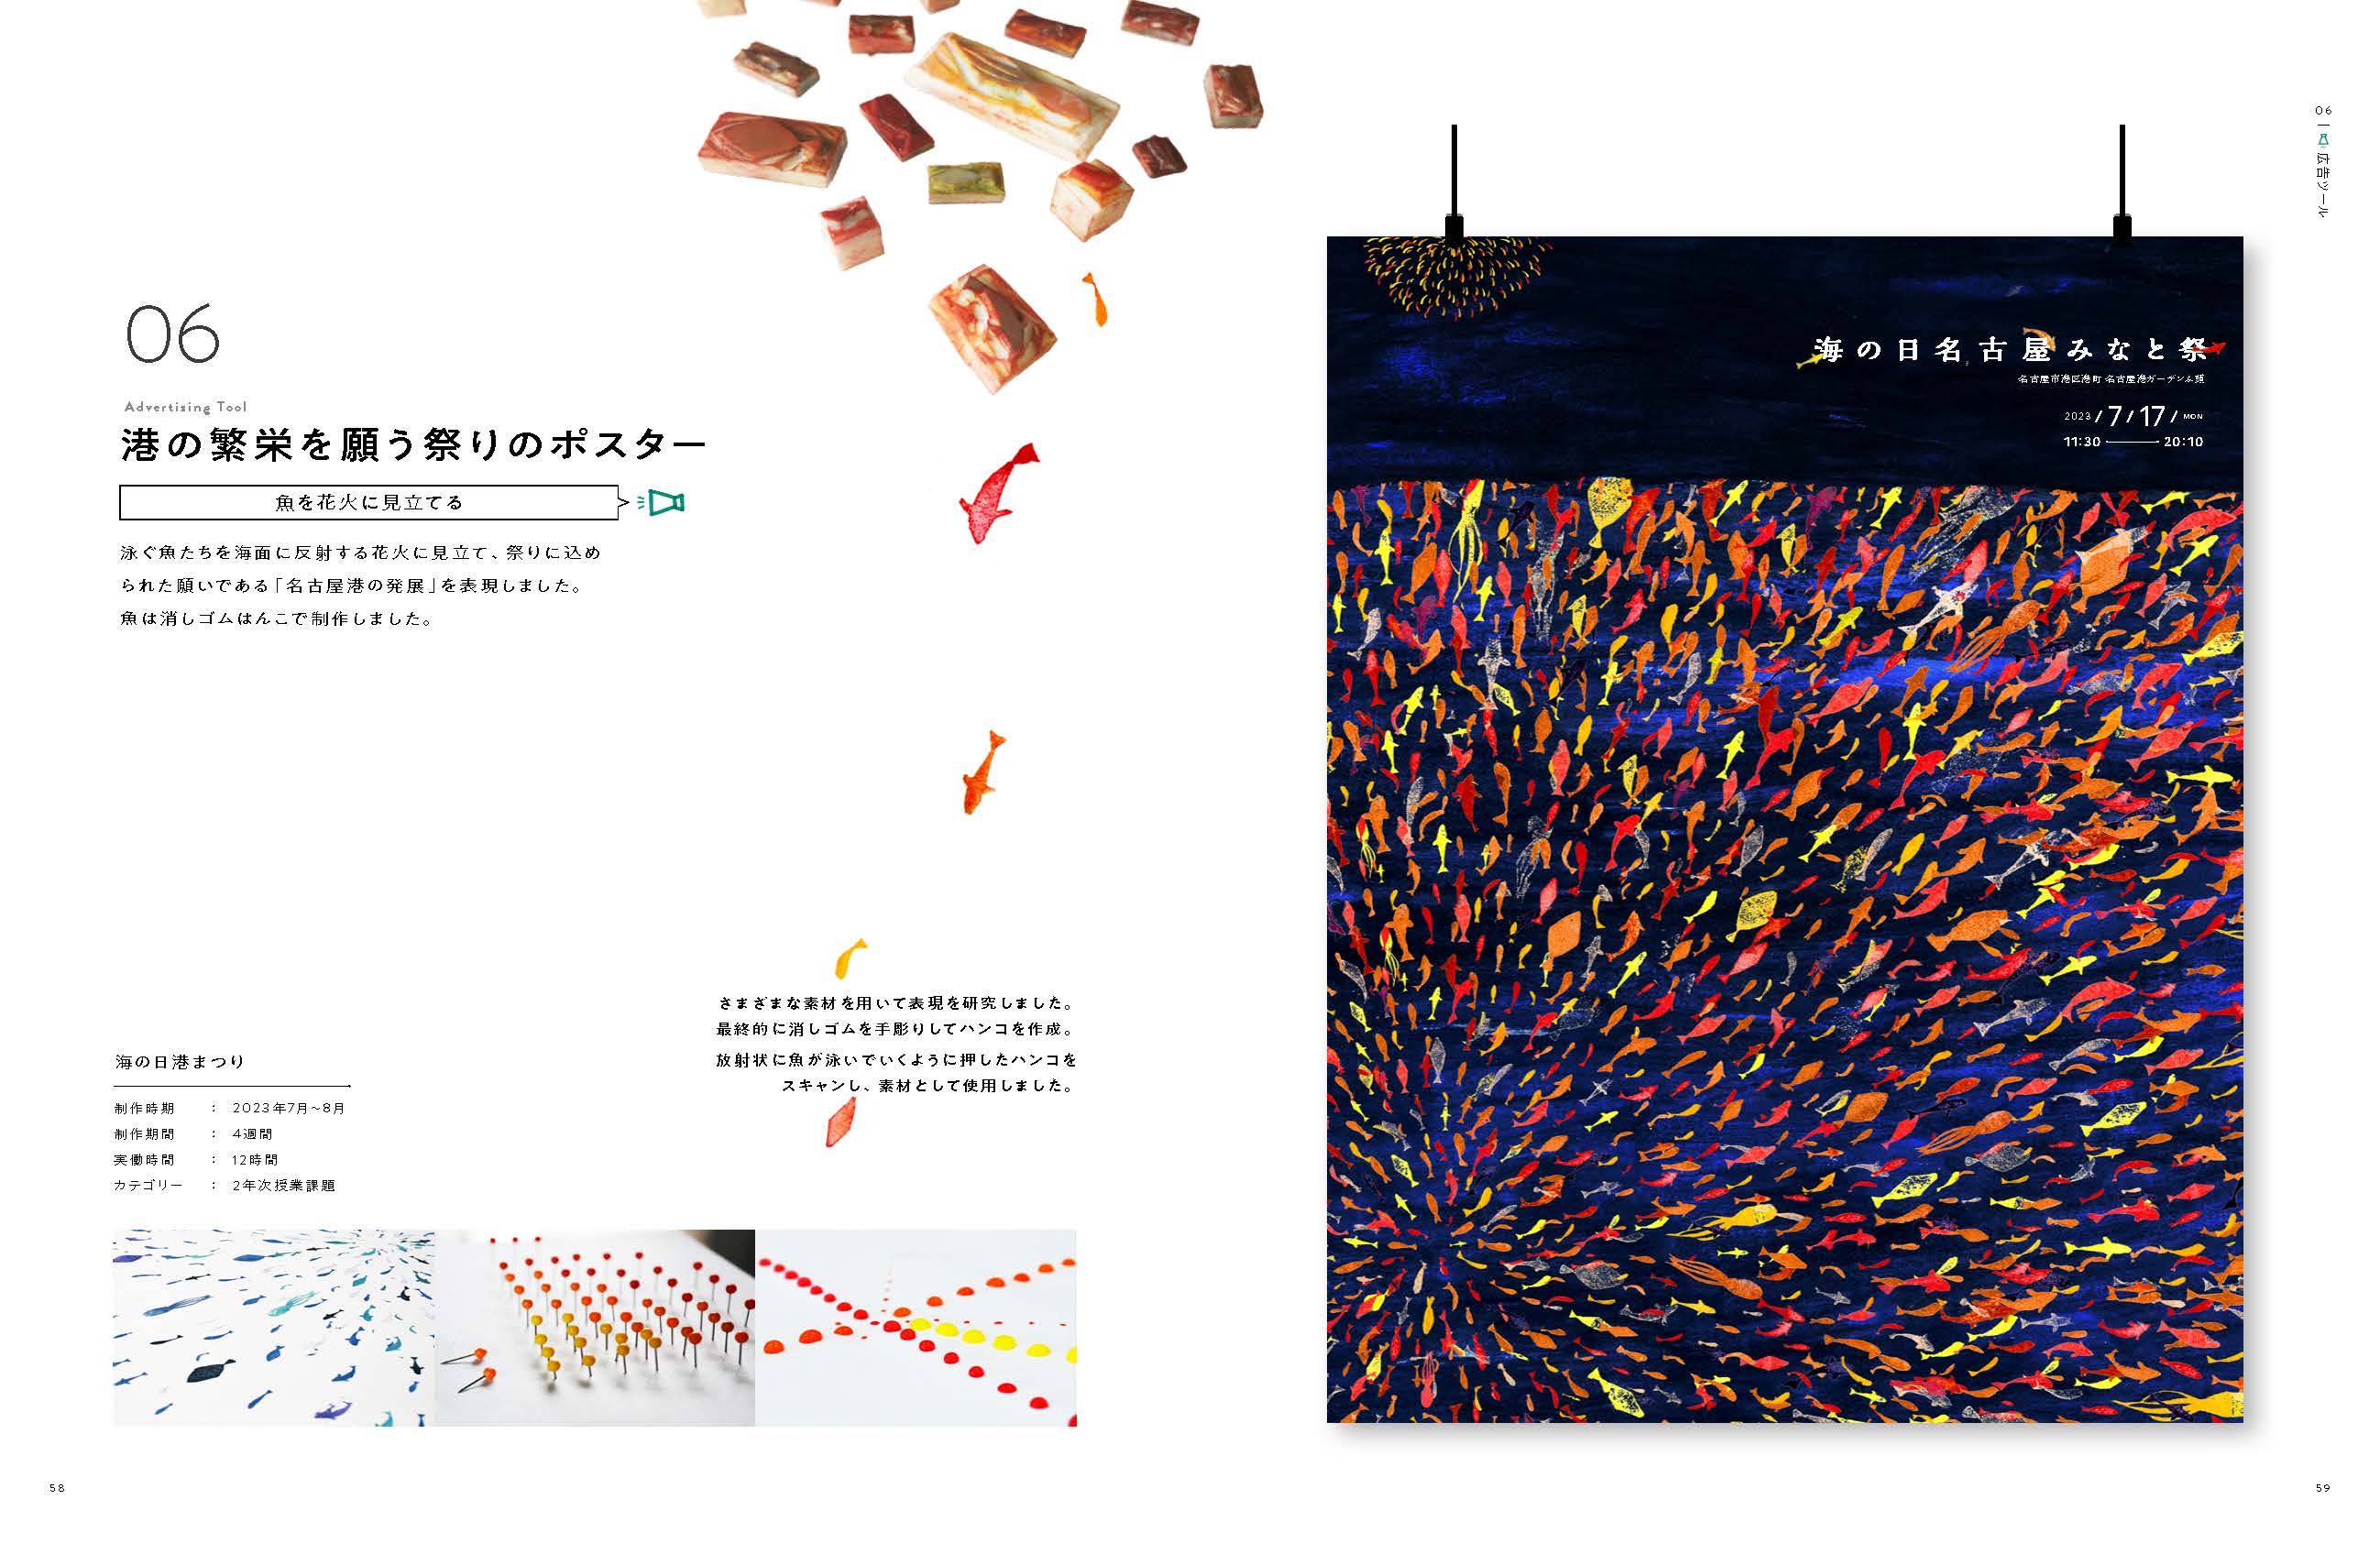 06
Advertising Tool
港の繁栄を願う祭りのポスター
魚を花火に見立てる
泳ぐ魚たちを海面に反射する花火に見立て、祭りに込め
られた願いである「名古屋港の発展」を表現しました。
魚は消しゴムはんこで制作しました。
さまざまな素材を用いて表現を研究しました。
最終的に消しゴムを手彫りしてハンコを作成。
放射状に魚が泳いでいくように押したハンコを
スキャンし、素材として使用しました。
海の日港まつり
制作時期 : 2023年7月~8月
制作期間 : 4週間
実働時間 : 12時間
カテゴリー : 2年次授業課題
58
06 | 広告ツール
海の日名古屋みなと祭
名古屋市港区港町 名古屋港ガーデンふ頭
2023 / 7 / 17 / MON
11:30 ——— 20:10
59